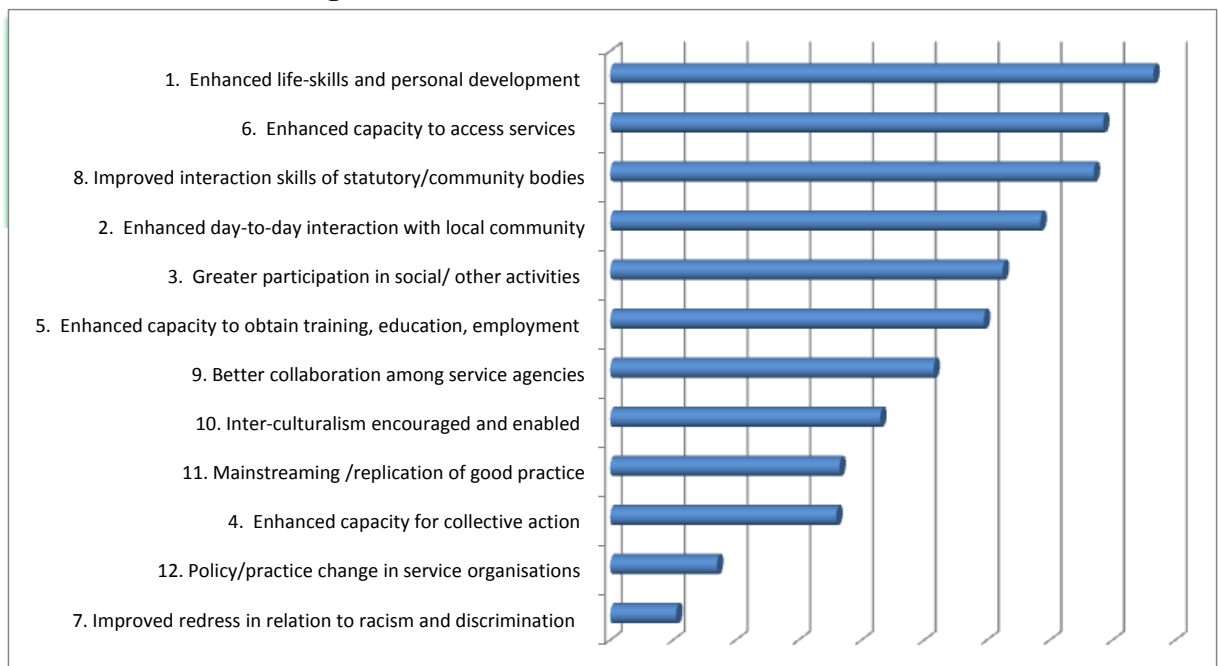 1. Enhanced life-skills and personal development
6. Enhanced capacity to access services
8. Improved interaction skills of statutory/community bodies
2. Enhanced day-to-day interaction with local community
3. Greater participation in social/ other activities
5. Enhanced capacity to obtain training, education, employment
9. Better collaboration among service agencies
10. Inter-culturalism encouraged and enabled
11. Mainstreaming /replication of good practice
4. Enhanced capacity for collective action
12. Policy/practice change in service organisations
7. Improved redress in relation to racism and discrimination